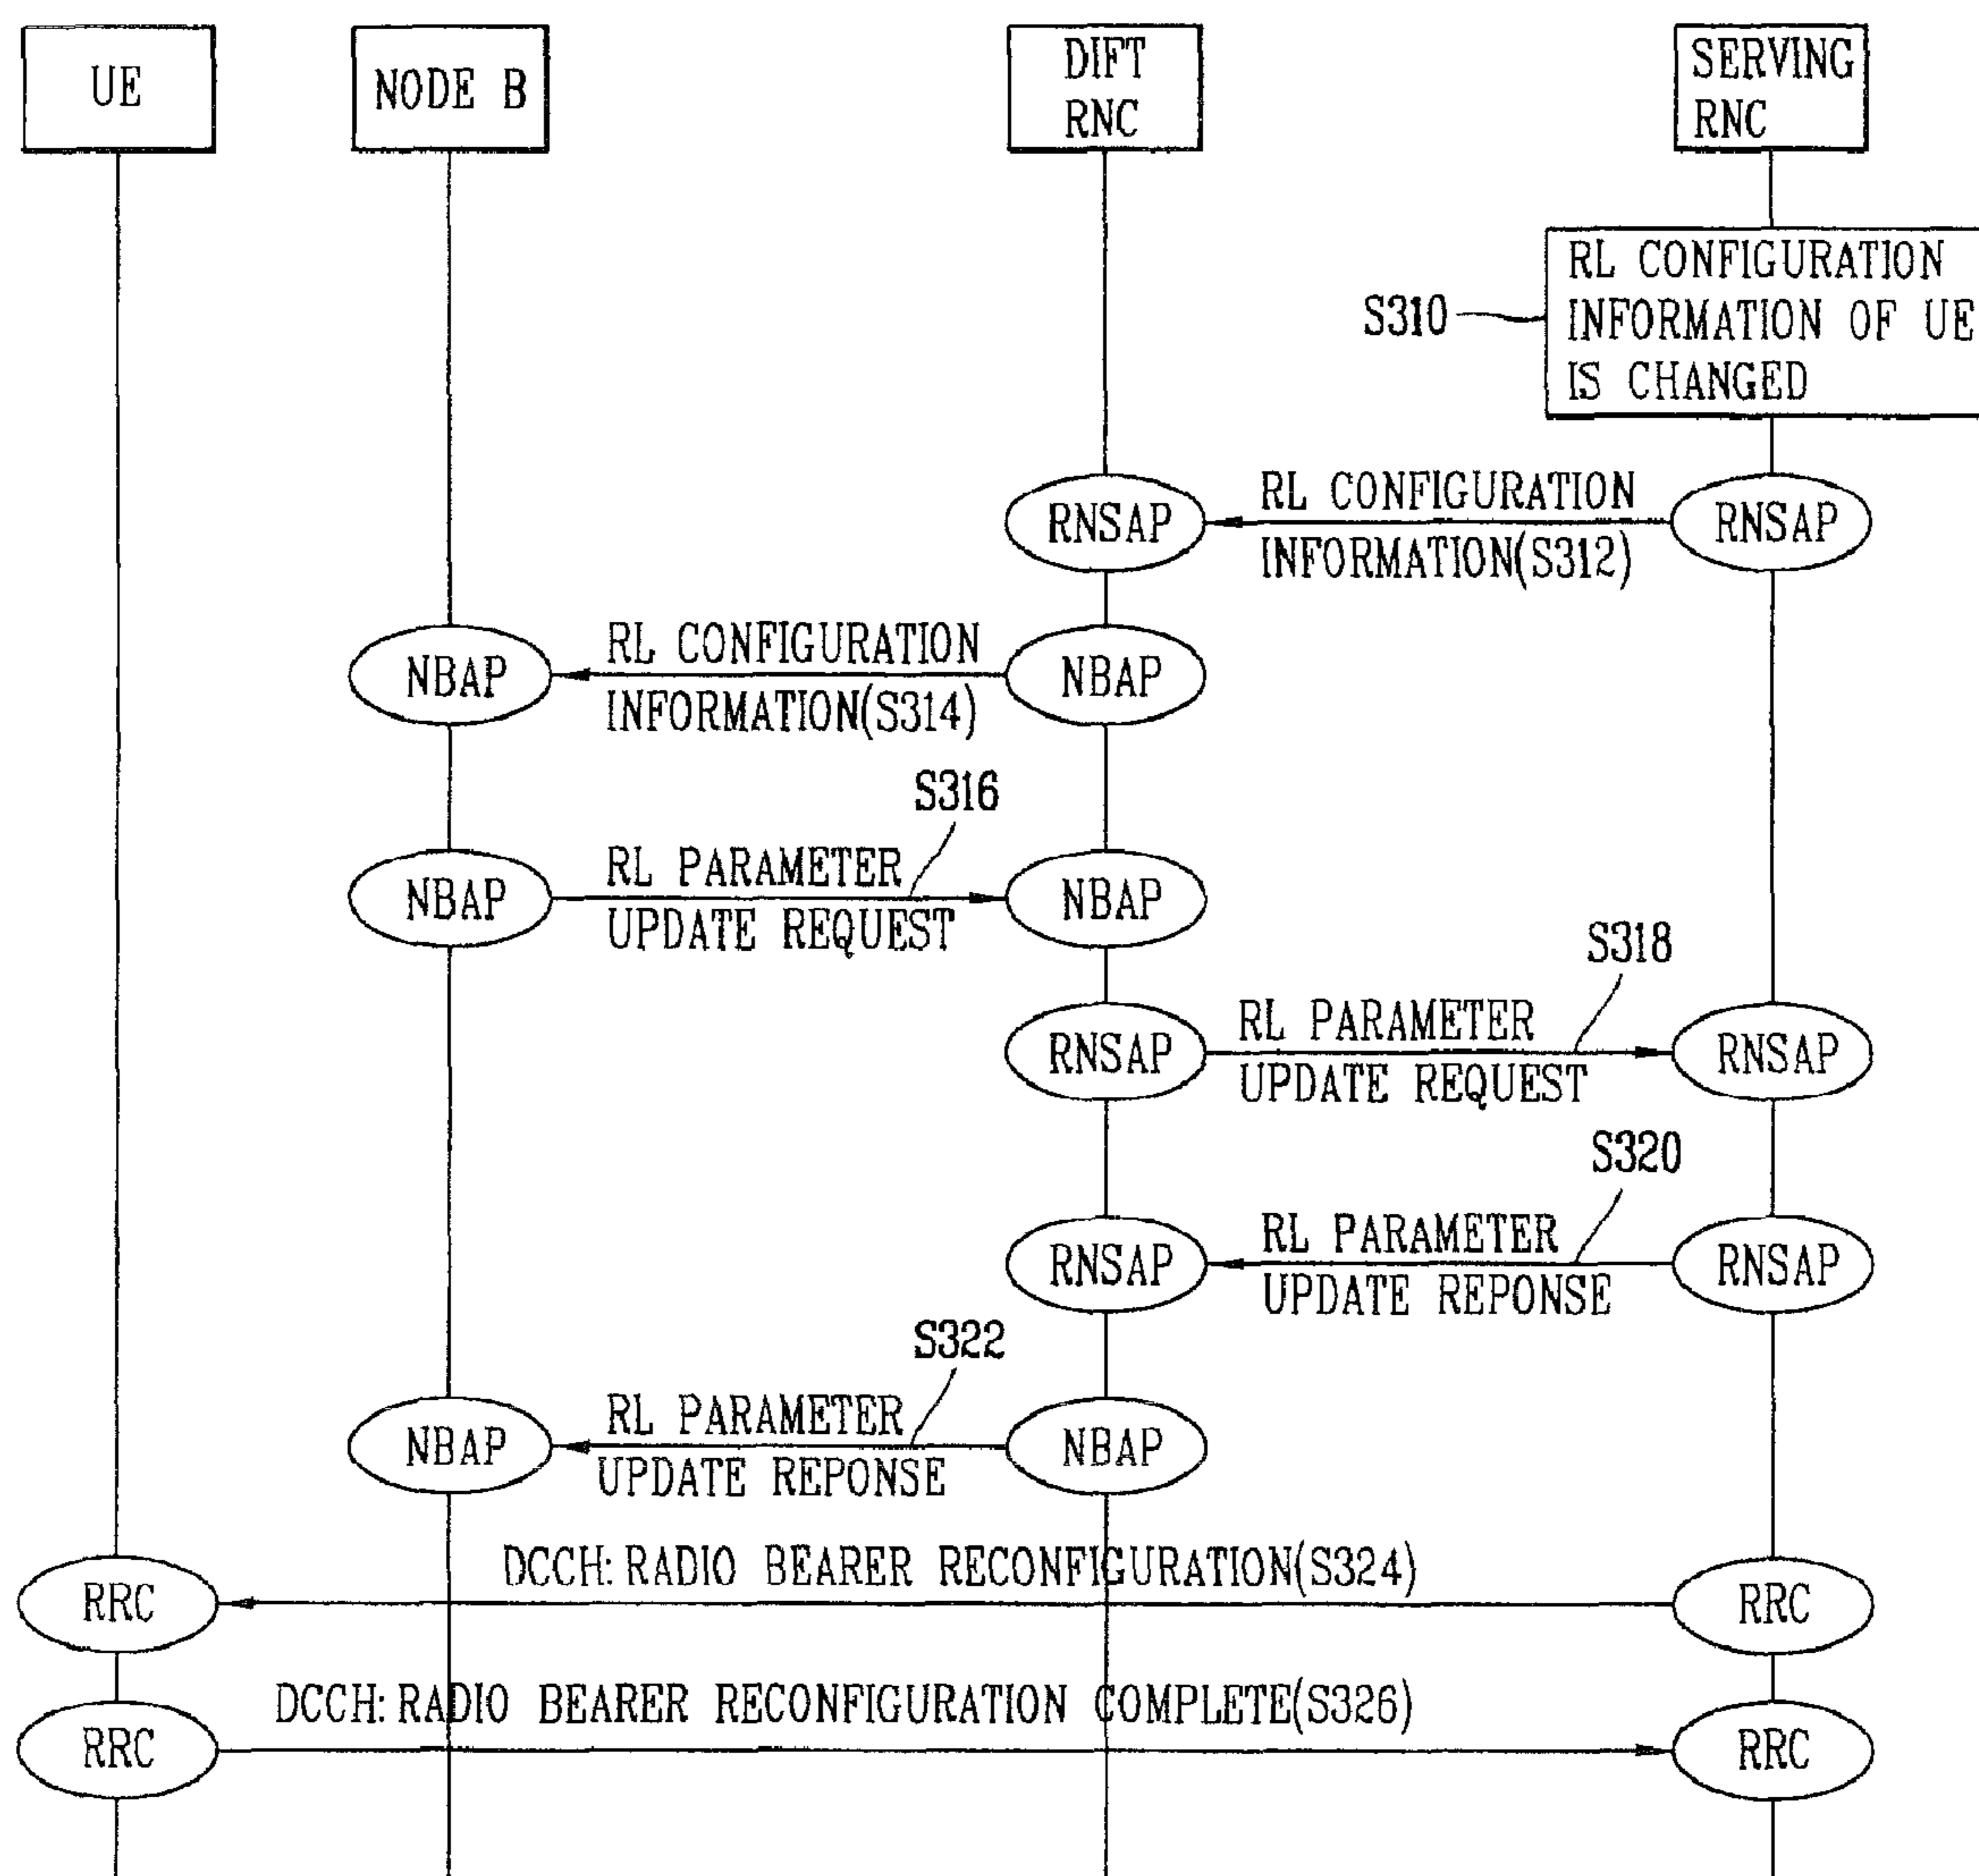 UE
NODE B
DIFT
RNC
SERVING
RNC
S310
RL CONFIGURATION
INFORMATION OF UE
IS CHANGED
RNSAP
RL CONFIGURATION
INFORMATION(S312)
RNSAP
NBAP
RL CONFIGURATION
INFORMATION(S314)
NBAP
S316
NBAP
RL PARAMETER
UPDATE REQUEST
NBAP
S318
RNSAP
RL PARAMETER
UPDATE REQUEST
RNSAP
S320
RNSAP
RL PARAMETER
UPDATE REPONSE
RNSAP
S322
NBAP
RL PARAMETER
UPDATE REPONSE
NBAP
RRC
DCCH: RADIO BEARER RECONFIGURATION(S324)
RRC
RRC
DCCH: RADIO BEARER RECONFIGURATION COMPLETE(S326)
RRC